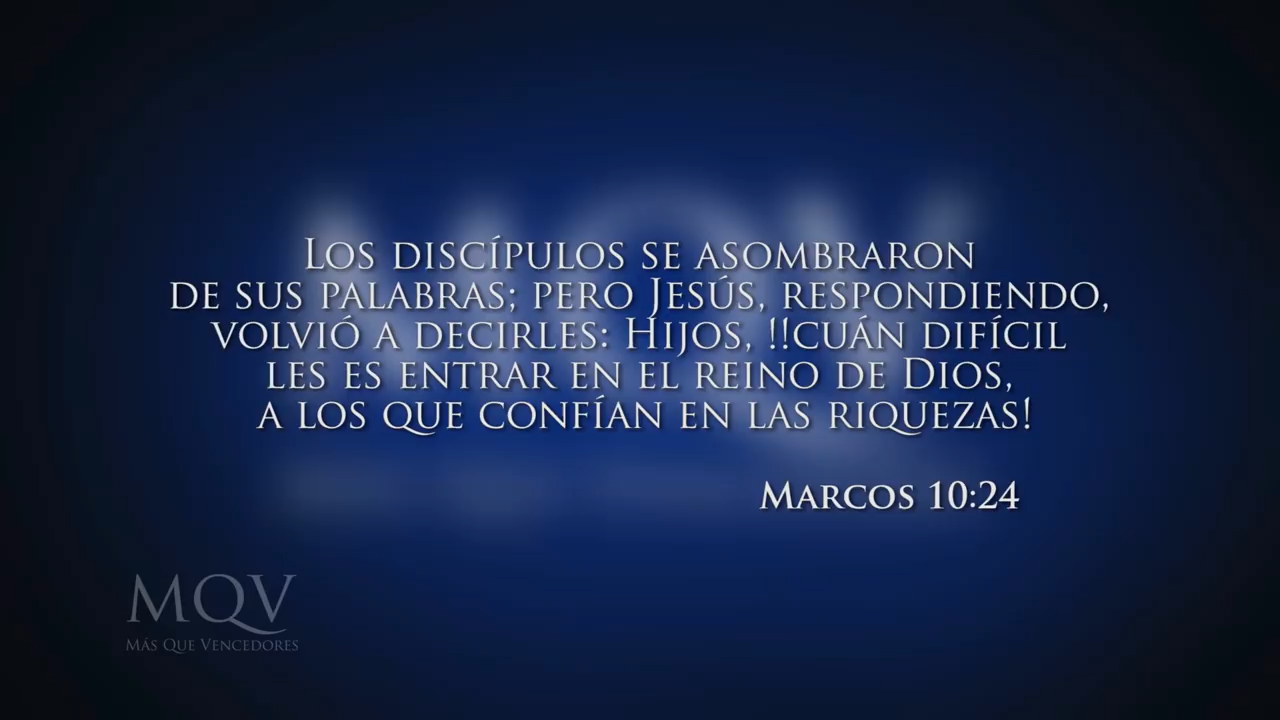 Los discípulos se asombraron
de sus palabras; pero Jesús, respondiendo,
volvió a decirles: Hijos, !!cuán difícil
les es entrar en el reino de Dios,
a los que confían en las riquezas!
Marcos 10:24
MQV
Más Que Vencedores